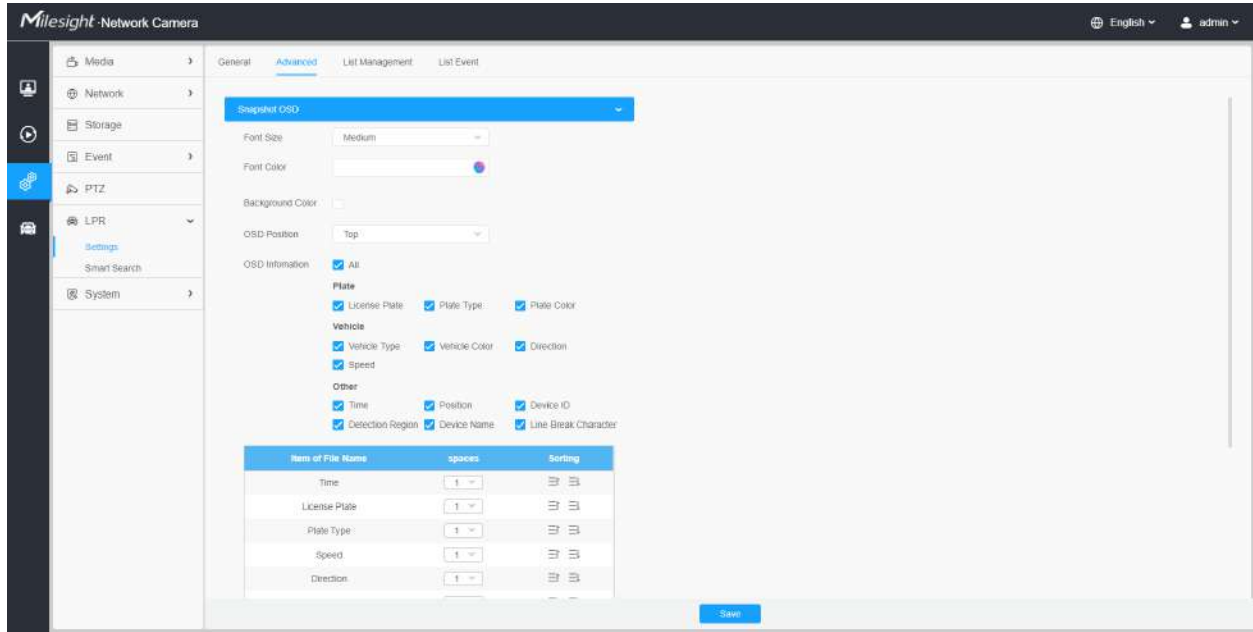 Milesight Network Camera
English
admin
Media
Network
Storage
Event
PTZ
LPR
Settings
Smart Search
System
General Advanced List Management List Event
Snapshot OSD
Font Size Medium
Font Color
Background Color
OSD Position Top
OSD Infomation All
Plate
License Plate Plate Type Plate Color
Vehicle
Vehicle Type Vehicle Color Direction
Speed
Other
Time Position Device ID
Detection Region Device Name Line Break Character
Item of File Name spaces Sorting
Time 1
License Plate 1
Plate Type 1
Speed 1
Direction 1
Save